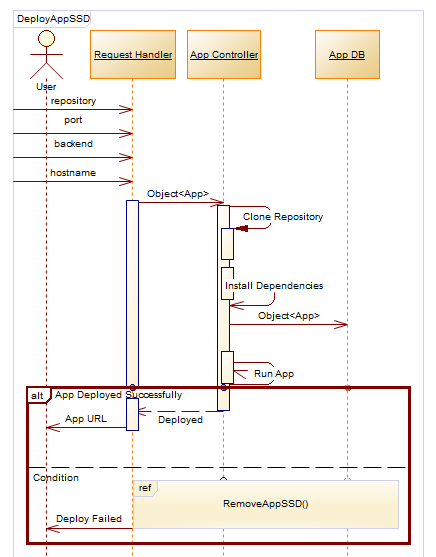 DeployAppSSD
Request Handler
App Controller
App DB
User
repository
port
backend
hostname
Object<App>
Clone Repository
Install Dependencies
Object<App>
Run App
alt
App Deployed Successfully
App URL
Deployed
Condition
ref
RemoveAppSSD()
Deploy Failed